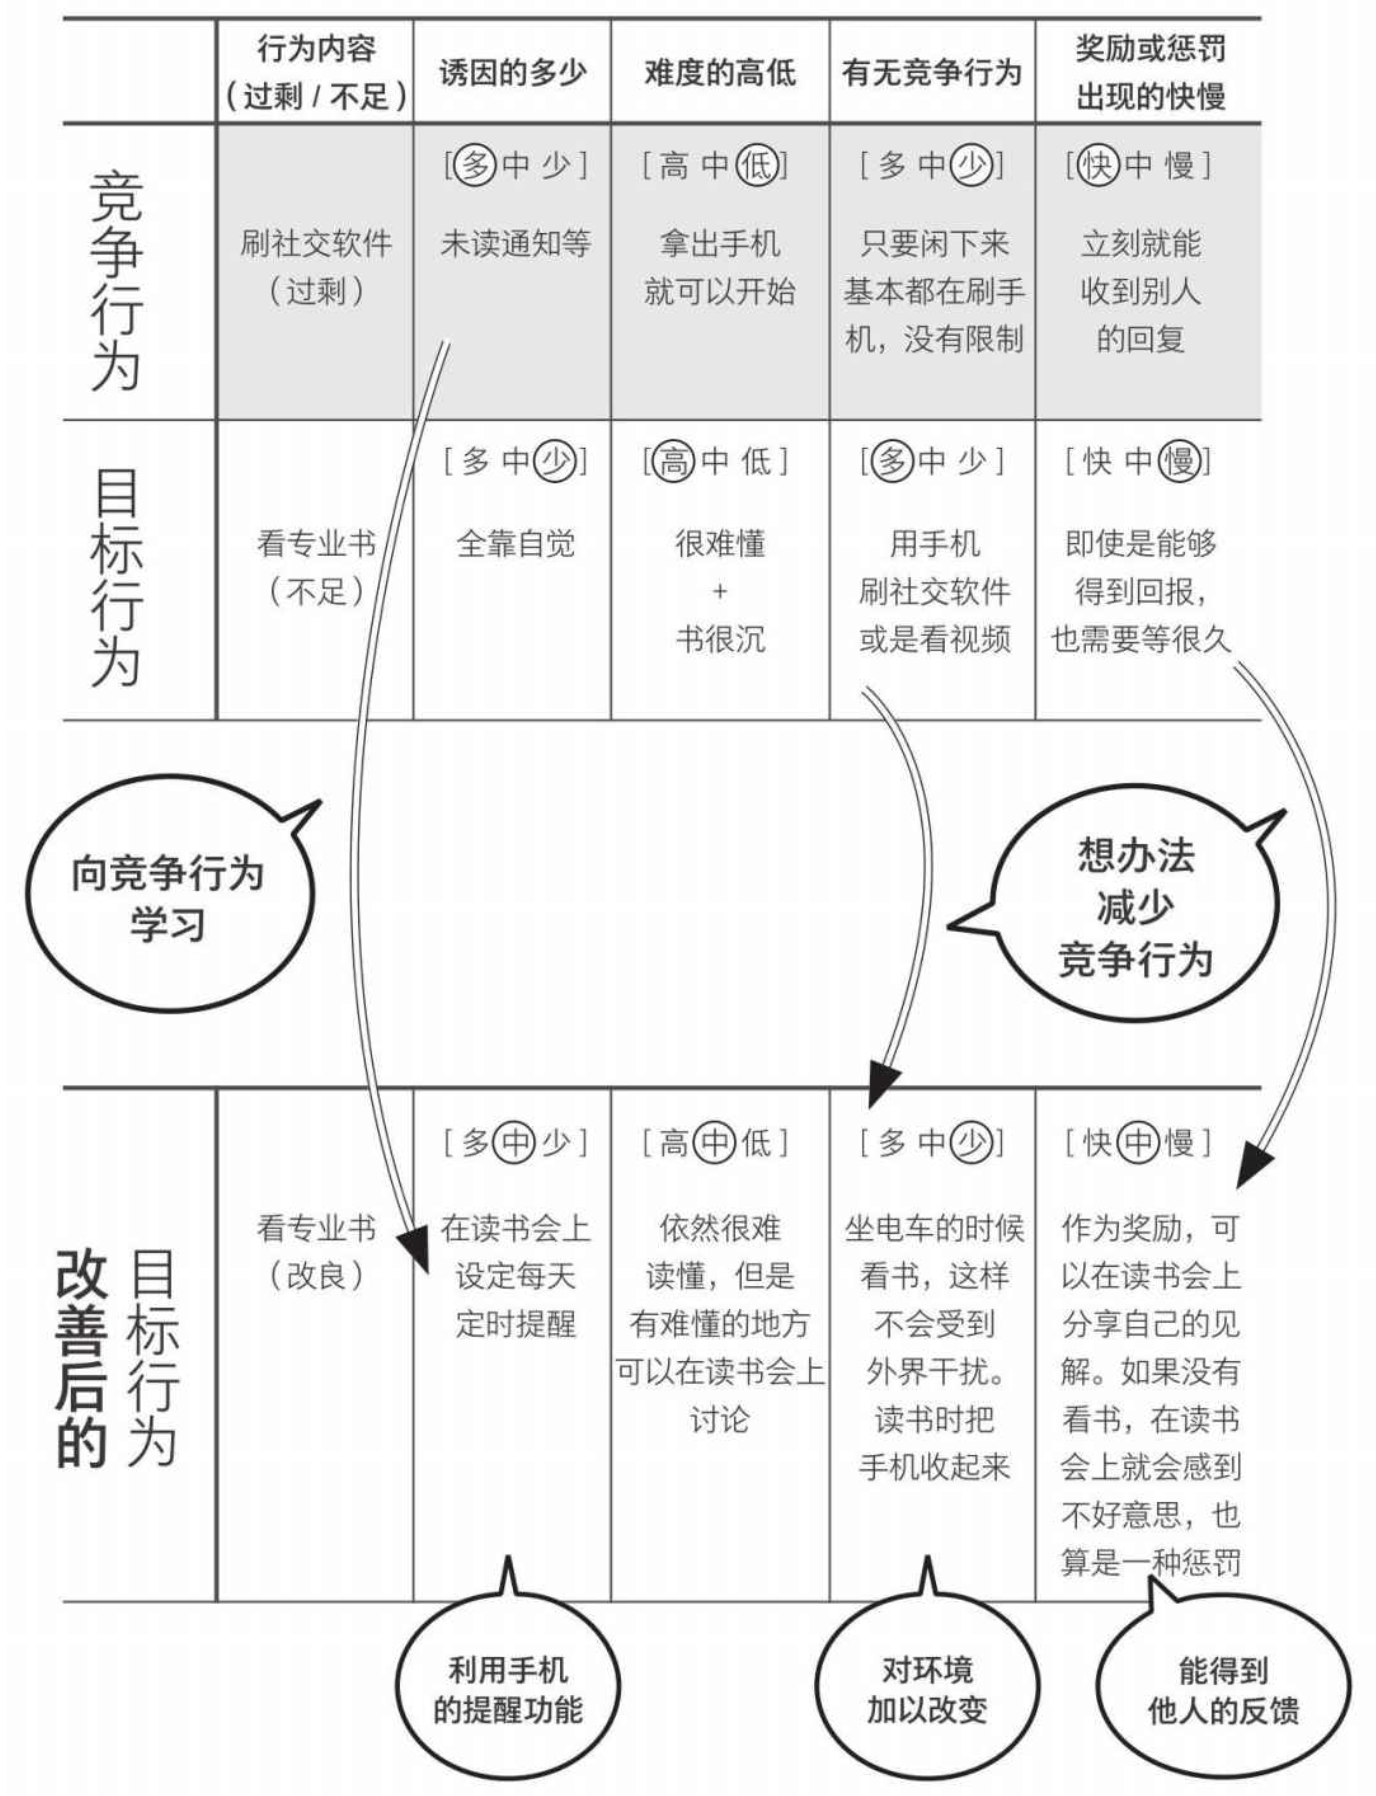 行为内容
（过剩 / 不足）
诱因的多少
难度的高低
有无竞争行为
奖励或惩罚
出现的快慢
竞争行为
刷社交软件
（过剩）
[多 中 少]
未读通知等
[高 中 低]
拿出手机
就可以开始
[多 中 少]
只要闲下来
基本都在刷手
机，没有限制
[快 中 慢]
立刻就能
收到别人
的回复
目标行为
看专业书
（不足）
[多 中 少]
全靠自觉
[高 中 低]
很难懂
+
书很沉
[多 中 少]
用手机
刷社交软件
或是看视频
[快 中 慢]
即使是能够
得到回报，
也需要等很久
向竞争行为
学习
想办法
减少
竞争行为
改善后的
目标行为
看专业书
（改良）
[多 中 少]
在读书会上
设定每天
定时提醒
[高 中 低]
依然很难
读懂，但是
有难懂的地方
可以在读书会上
讨论
[多 中 少]
坐电车的时候
看书，这样
不会受到
外界干扰。
读书时把
手机收起来
[快 中 慢]
作为奖励，可
以在读书会上
分享自己的见
解。如果没有
看书，在读书
会上就会感到
不好意思，也
算是一种惩罚
利用手机
的提醒功能
对环境
加以改变
能得到
他人的反馈